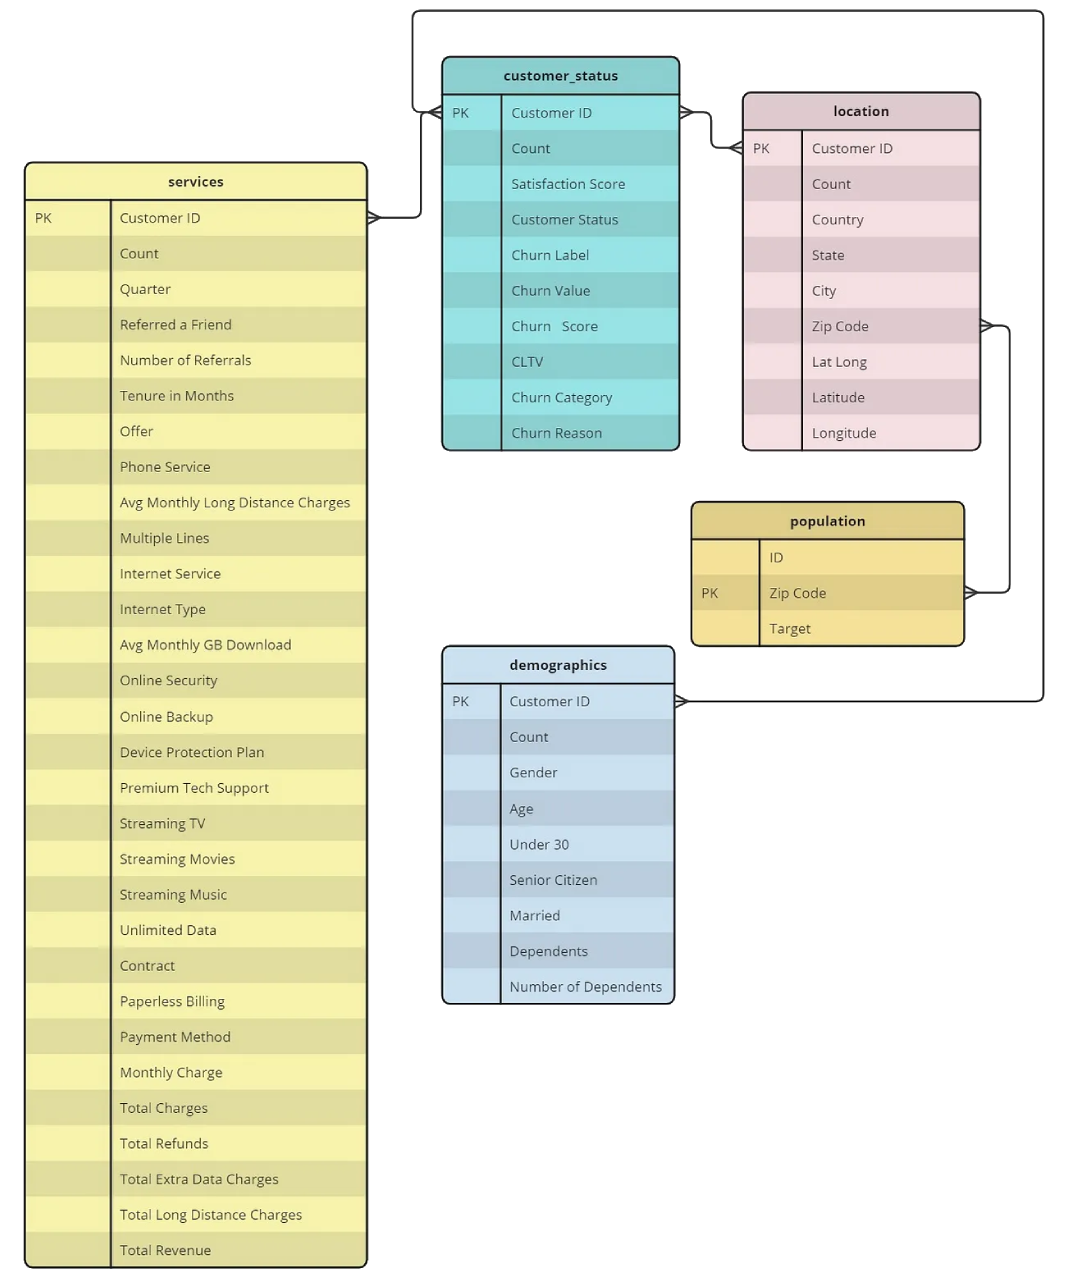 customer_status
PK Customer ID
Count
Satisfaction Score
Customer Status
Churn Label
Churn Value
Churn Score
CLTV
Churn Category
Churn Reason
location
PK Customer ID
Count
Country
State
City
Zip Code
Lat Long
Latitude
Longitude
services
PK Customer ID
Count
Quarter
Referred a Friend
Number of Referrals
Tenure in Months
Offer
Phone Service
Avg Monthly Long Distance Charges
Multiple Lines
Internet Service
Internet Type
Avg Monthly GB Download
Online Security
Online Backup
Device Protection Plan
Premium Tech Support
Streaming TV
Streaming Movies
Streaming Music
Unlimited Data
Contract
Paperless Billing
Payment Method
Monthly Charge
Total Charges
Total Refunds
Total Extra Data Charges
Total Long Distance Charges
Total Revenue
population
ID
PK Zip Code
Target
demographics
PK Customer ID
Count
Gender
Age
Under 30
Senior Citizen
Married
Dependents
Number of Dependents